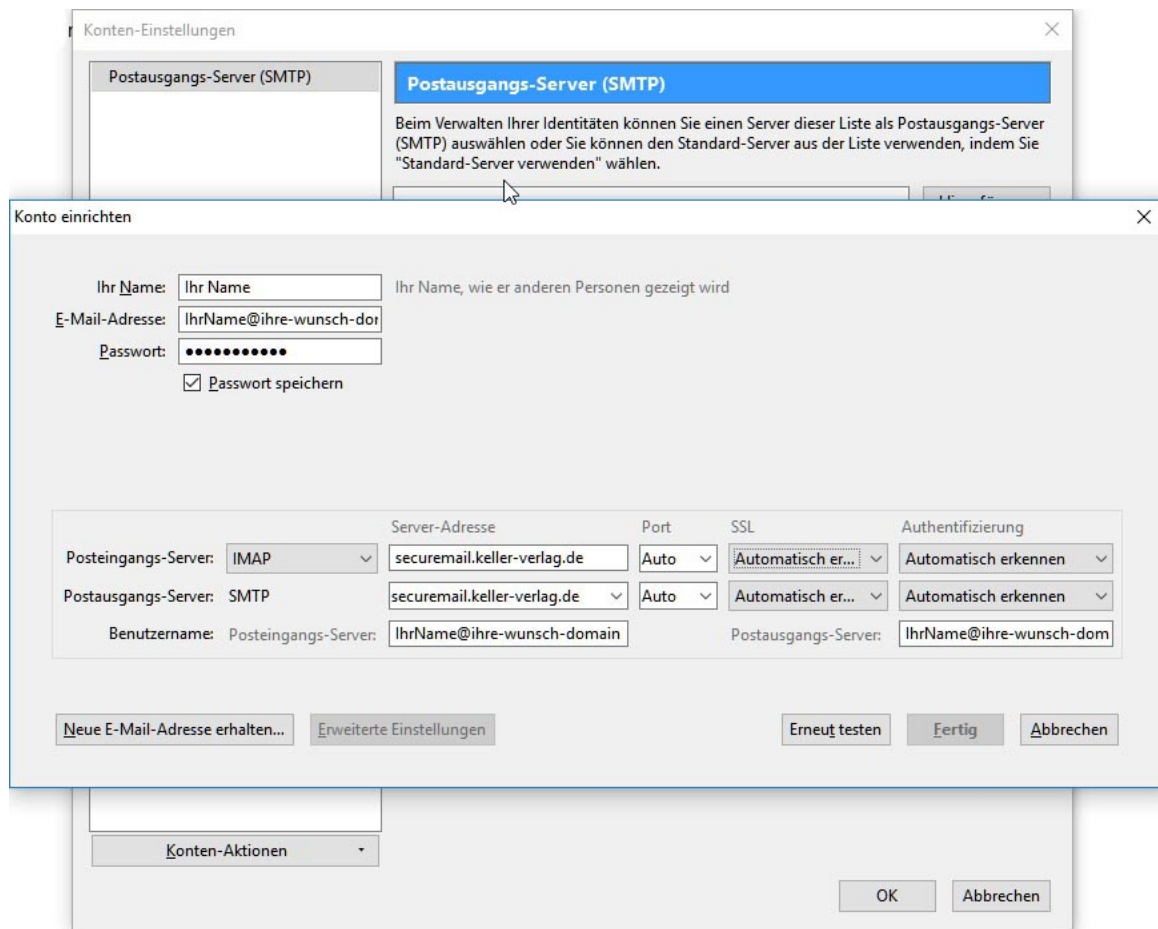 Konten-Einstellungen
Postausgangs-Server (SMTP)
Postausgangs-Server (SMTP)
Beim Verwalten Ihrer Identitäten können Sie einen Server dieser Liste als Postausgangs-Server
(SMTP) auswählen oder Sie können den Standard-Server aus der Liste verwenden, indem Sie
"Standard-Server verwenden" wählen.
Konto einrichten
Ihr Name: Ihr Name Ihr Name, wie er anderen Personen gezeigt wird
E-Mail-Adresse: IhrName@ihre-wunsch-dor
Passwort: ●●●●●●●●●●●
Passwort speichern
Server-Adresse Port SSL Authentifizierung
Posteingangs-Server: IMAP securemail.keller-verlag.de Auto Automatisch er... Automatisch erkennen
Postausgangs-Server: SMTP securemail.keller-verlag.de Auto Automatisch er... Automatisch erkennen
Benutzername: Posteingangs-Server: IhrName@ihre-wunsch-domain Postausgangs-Server: IhrName@ihre-wunsch-dom
Neue E-Mail-Adresse erhalten... Erweiterte Einstellungen Erneut testen Fertig Abbrechen
Konten-Aktionen
OK Abbrechen